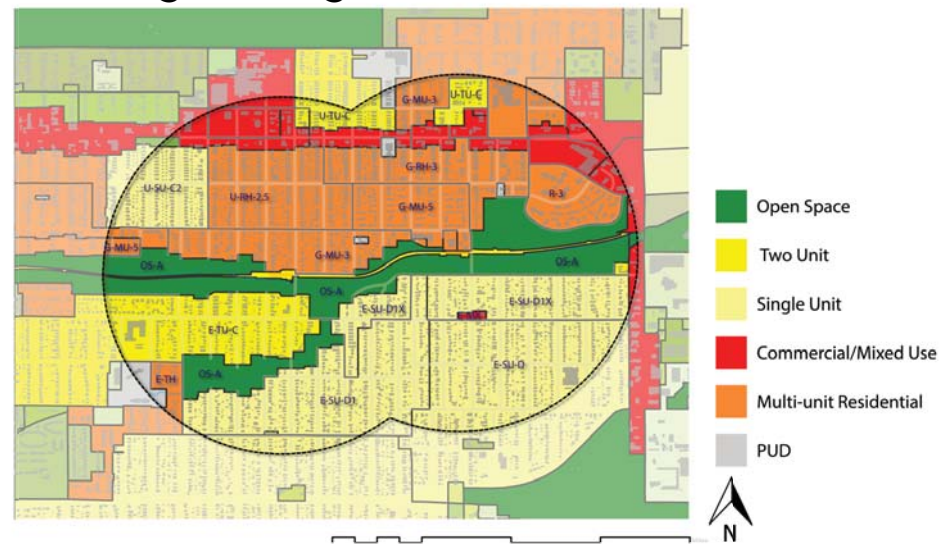 U-TU-C
G-MU-3
U-TU-C
G-RH-3
U-SU-C2
U-RH-2.5
R-3
G-MU-5
G-MU-5
G-MU-3
OS-A
OS-A
OS-A
E-SU-D1X
E-SU-D1X
E-TU-C
E-SU-D
OS-A
E-TH-
E-SU-D1
Open Space
Two Unit
Single Unit
Commercial/Mixed Use
Multi-unit Residential
PUD
N